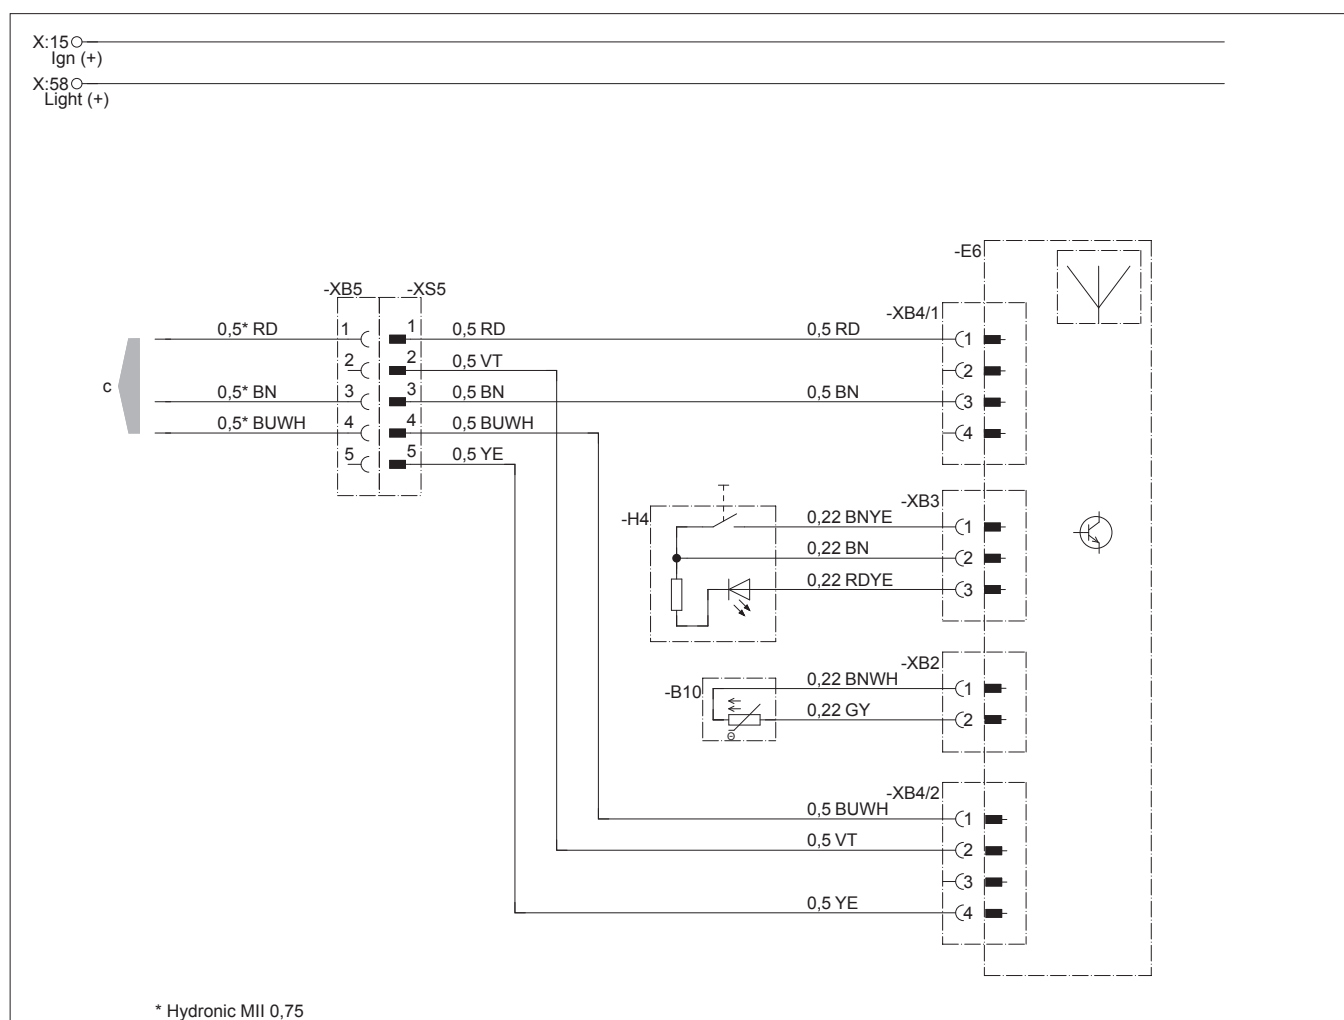 X:15
Ign (+)
X:58
Light (+)
-E6
-XB5 -XS5
-XB4/1
0,5* RD 1 1 0,5 RD 0,5 RD 1
2 2 0,5 VT 2
c
0,5* BN 3 3 0,5 BN 0,5 BN 3
0,5* BUWH 4 4 0,5 BUWH 4
5 5 0,5 YE
-XB3
-H4 0,22 BNYE 1
0,22 BN 2
0,22 RDYE 3
-XB2
-B10 0,22 BNWH 1
0,22 GY 2
Θ
-XB4/2
0,5 BUWH 1
0,5 VT 2
3
0,5 YE 4
* Hydronic MII 0,75